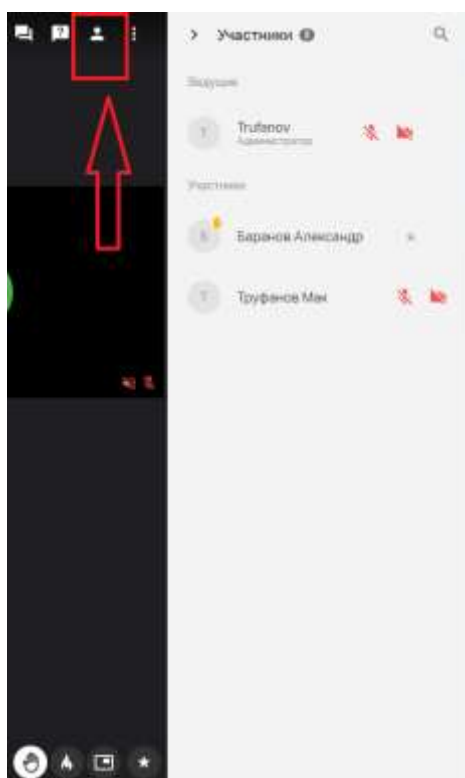 Участники
Ведущие
T
Trufanov
Администратор
Участники
Баранов Александр
Т
Труфанов Мак